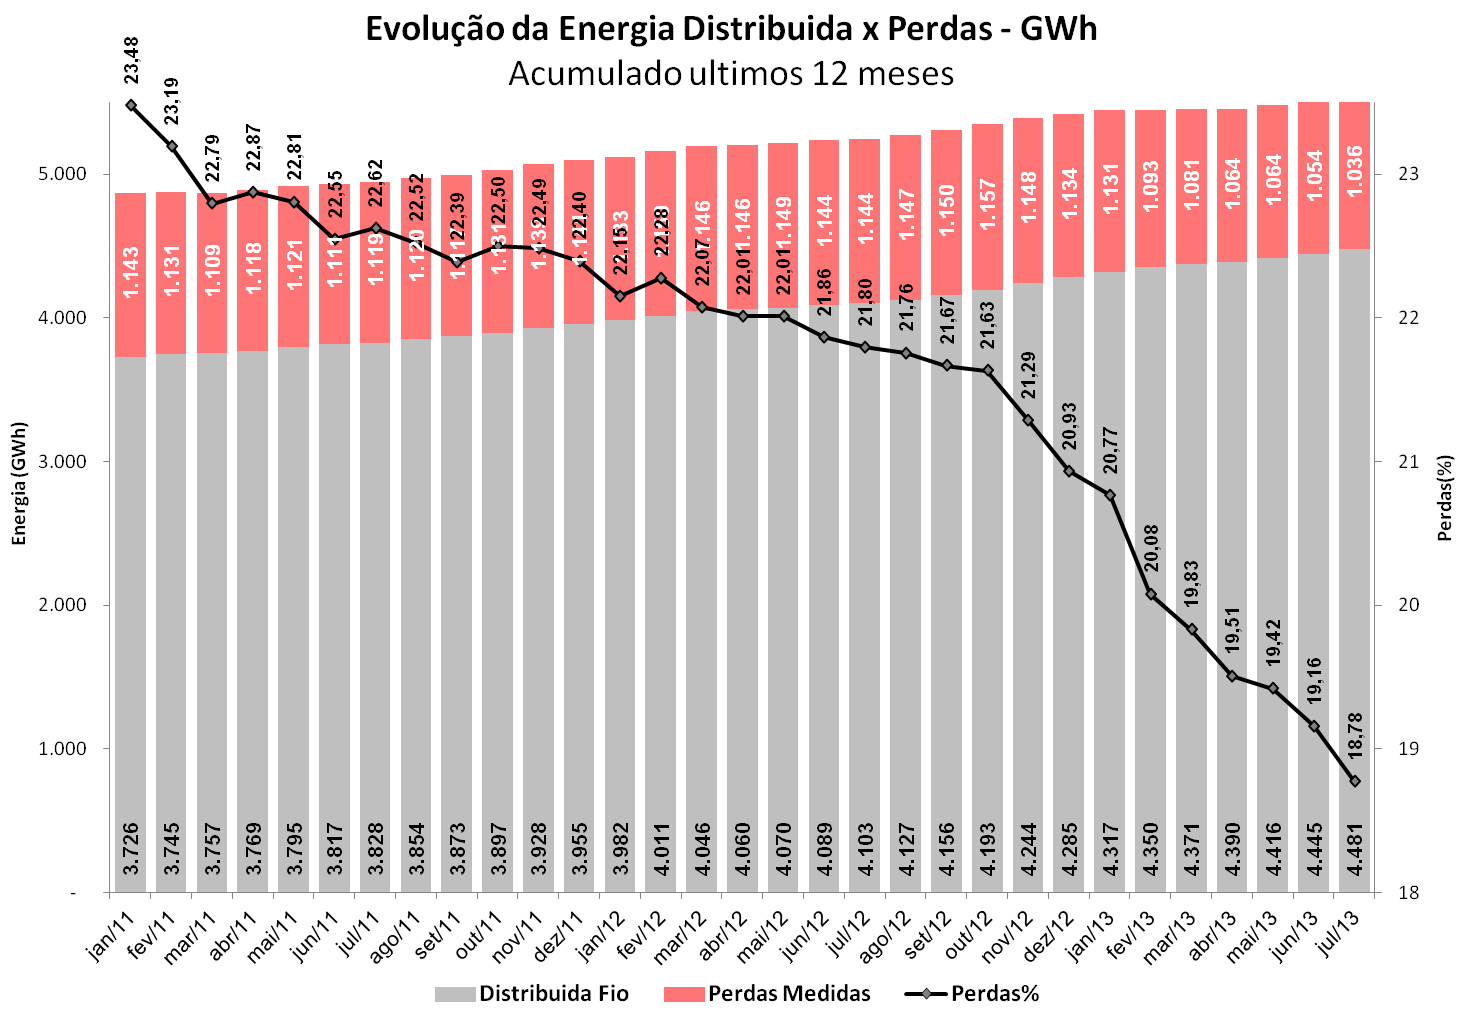 Evolução da Energia Distribuida x Perdas - GWh
Acumulado ultimos 12 meses
Energia (GWh)
5.000
4.000
3.000
2.000
1.000
-
Perdas(%)
23
22
21
20
19
18
23,48
23,19
22,79
22,87
22,81
22,55
22,62
22,52
22,39
22,50
22,49
22,40
22,15
22,28
22,07
22,01
22,01
21,86
21,80
21,76
21,67
21,63
21,29
20,93
20,77
20,08
19,83
19,51
19,42
19,16
18,78
1.143
1.131
1.109
1.118
1.121
1.119
1.120
1.146
1.146
1.149
1.144
1.144
1.147
1.150
1.157
1.148
1.134
1.131
1.093
1.081
1.064
1.064
1.054
1.036
3.726
3.745
3.757
3.769
3.795
3.817
3.828
3.854
3.873
3.897
3.928
3.955
3.982
4.011
4.046
4.060
4.070
4.089
4.103
4.127
4.156
4.193
4.244
4.285
4.317
4.350
4.371
4.390
4.416
4.445
4.481
jan/11
fev/11
mar/11
abr/11
mai/11
jun/11
jul/11
ago/11
set/11
out/11
nov/11
dez/11
jan/12
fev/12
mar/12
abr/12
mai/12
jun/12
jul/12
ago/12
set/12
out/12
nov/12
dez/12
jan/13
fev/13
mar/13
abr/13
mai/13
jun/13
jul/13
Distribuida Fio
Perdas Medidas
Perdas%